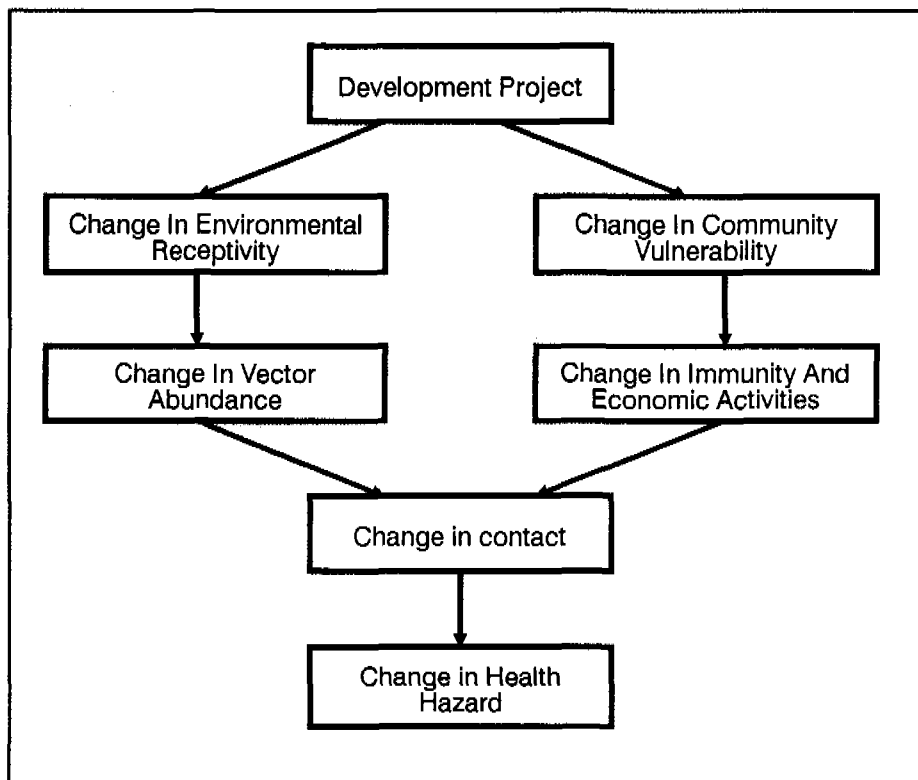 Development Project
Change In Environmental
Receptivity
Change In Community
Vulnerability
Change In Vector
Abundance
Change In Immunity And
Economic Activities
Change in contact
Change in Health
Hazard